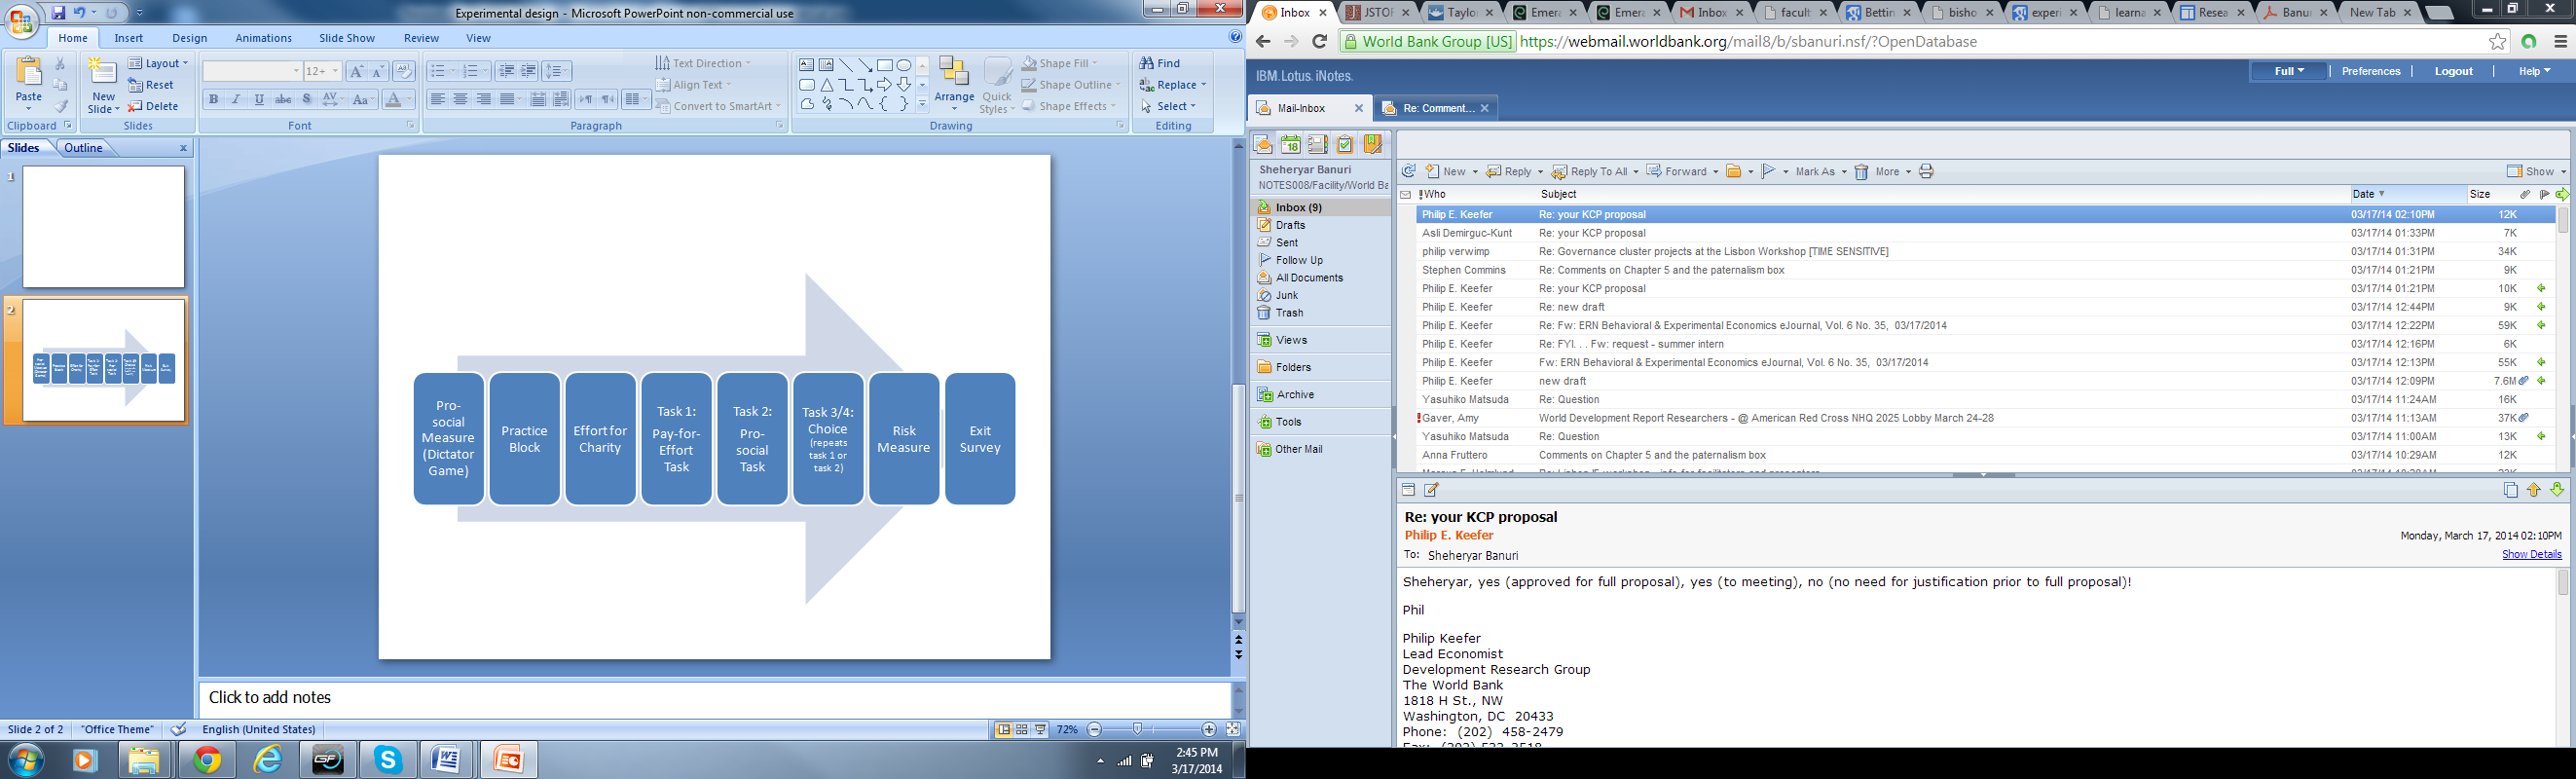 Experimental design - Microsoft PowerPoint non-commercial use
Home Insert Design Animations Slide Show Review View
Paste
Clipboard
New Slide
Layout
Reset
Delete
Slides
12
Font
Paragraph
Text Direction
Align Text
Convert to SmartArt
Arrange
Quick Styles
Shape Fill
Shape Outline
Shape Effects
Drawing
Find
Replace
Select
Editing
Slides Outline
1
2
Pro-social Measure (Dictator Game)
Practice Block
Effort for Charity
Task 1: Pay-for-Effort Task
Task 2: Pro-social Task
Task 3/4: Choice (repeats task 1 or task 2)
Risk Measure
Exit Survey
Click to add notes
Slide 2 of 2 "Office Theme" English (United States) 72%
2:45 PM
3/17/2014
Inbox JSTOR Taylor Emera Emera Inbox facult Bettin bisho experi learna Resea Banur New Tab
World Bank Group [US] https://webmail.worldbank.org/mail8/b/sbanuri.nsf/?OpenDatabase
IBM.Lotus. iNotes. Full | Preferences | Logout | Help
Mail-Inbox Re: Comment...
18
Sheheryar Banuri
NOTES008/Facility/World Ba
Inbox (9)
Drafts
Sent
Follow Up
All Documents
Junk
Trash
Views
Folders
Archive
Tools
Other Mail
New Reply Reply To All Forward Mark As More Show
! Who Subject Date Size
Philip E. Keefer Re: your KCP proposal 03/17/14 02:10PM 12K
Asli Demirguc-Kunt Re: your KCP proposal 03/17/14 01:33PM 7K
philip verwimp Re: Governance cluster projects at the Lisbon Workshop [TIME SENSITIVE] 03/17/14 01:31PM 34K
Stephen Commins Re: Comments on Chapter 5 and the paternalism box 03/17/14 01:21PM 9K
Philip E. Keefer Re: your KCP proposal 03/17/14 01:21PM 10K
Philip E. Keefer Re: new draft 03/17/14 12:44PM 9K
Philip E. Keefer Re: Fw: ERN Behavioral & Experimental Economics eJournal, Vol. 6 No. 35, 03/17/2014 03/17/14 12:22PM 59K
Philip E. Keefer Re: FYI. . . Fw: request - summer intern 03/17/14 12:16PM 6K
Philip E. Keefer Fw: ERN Behavioral & Experimental Economics eJournal, Vol. 6 No. 35, 03/17/2014 03/17/14 12:13PM 55K
Philip E. Keefer new draft 03/17/14 12:09PM 7.6M
Yasuhiko Matsuda Re: Question 03/17/14 11:24AM 16K
! Gaver, Amy World Development Report Researchers - @ American Red Cross NHQ 2025 Lobby March 24-28 03/17/14 11:13AM 37K
Yasuhiko Matsuda Re: Question 03/17/14 11:00AM 13K
Anna Fruttero Comments on Chapter 5 and the paternalism box 03/17/14 10:29AM 12K
Re: your KCP proposal
Philip E. Keefer Monday, March 17, 2014 02:10PM
To: Sheheryar Banuri Show Details
Sheheryar, yes (approved for full proposal), yes (to meeting), no (no need for justification prior to full proposal)!
Phil
Philip Keefer
Lead Economist
Development Research Group
The World Bank
1818 H St., NW
Washington, DC 20433
Phone: (202) 458-2479